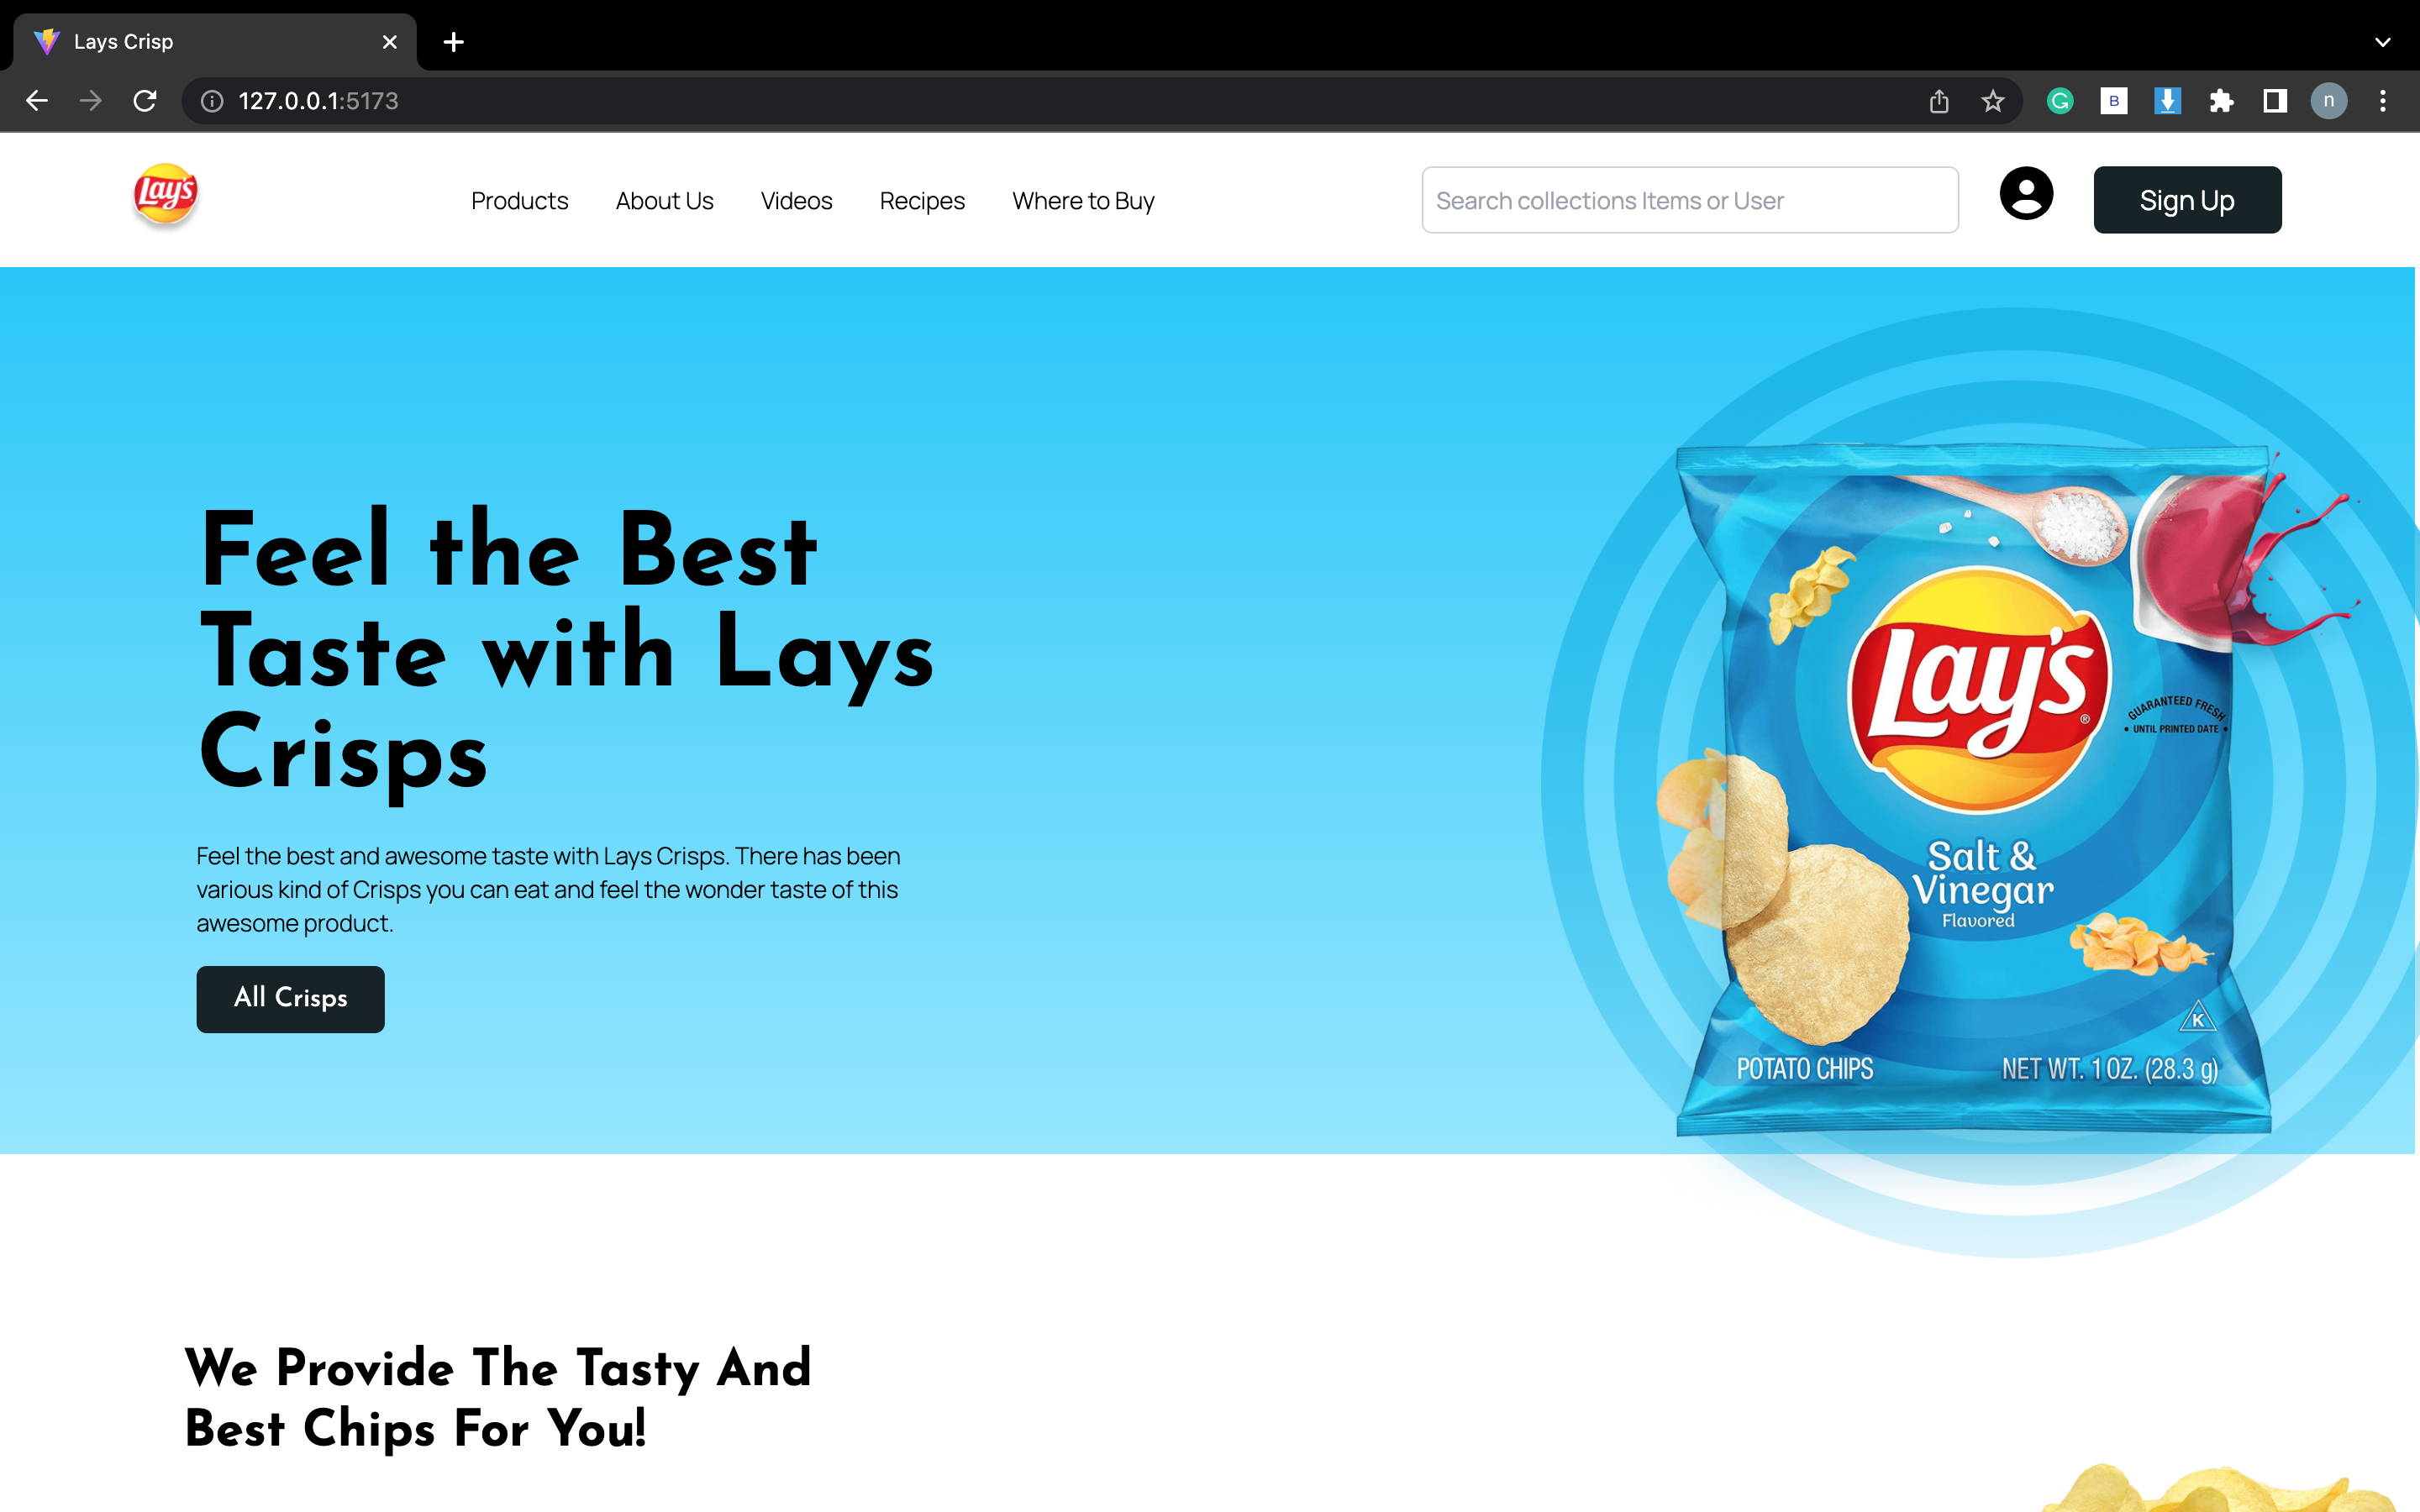 Lays Crisp
127.0.0.1:5173
B
n
Lay's
Products About Us Videos Recipes Where to Buy
Search collections Items or User
Sign Up
Feel the Best
Taste with Lays
Crisps
Feel the best and awesome taste with Lays Crisps. There has been
various kind of Crisps you can eat and feel the wonder taste of this
awesome product.
All Crisps
Lay's®
GUARANTEED FRESH
• UNTIL PRINTED DATE •
Salt &
Vinegar
Flavored
K
POTATO CHIPS
NET WT. 1 OZ. (28.3 g)
We Provide The Tasty And
Best Chips For You!